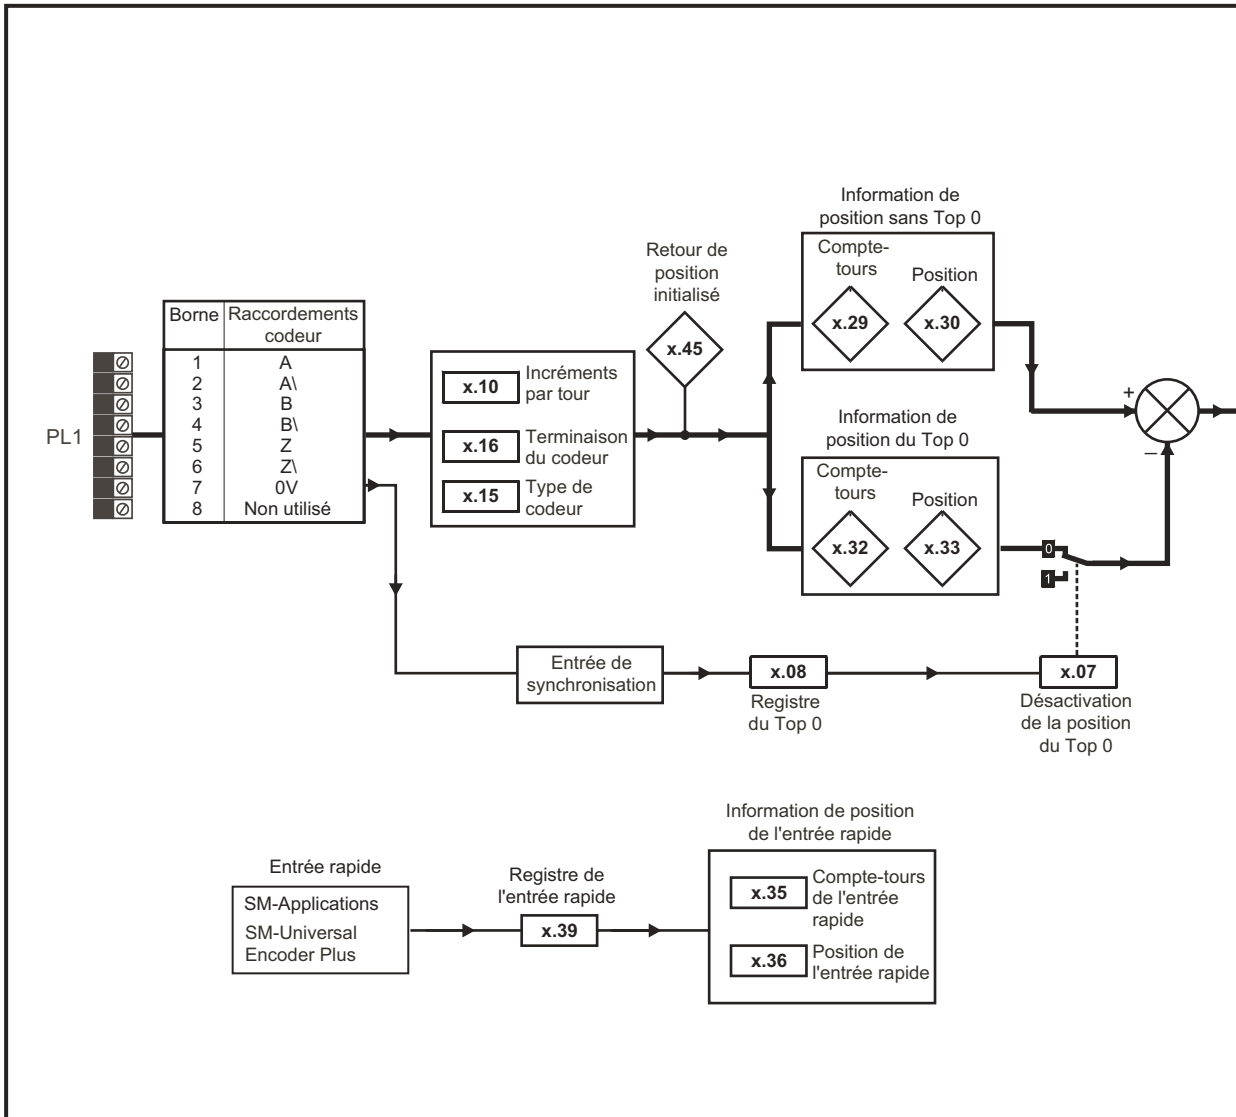 Information de
position sans Top 0
Compte-
tours
Position
x.29
x.30
Retour de
position
initialisé
x.45
Borne
Raccordements
codeur
1 A
2 A\
3 B
4 B\
5 Z
6 Z\
7 0V
8 Non utilisé
PL1
x.10
Incréments
par tour
x.16
Terminaison
du codeur
x.15
Type de
codeur
+
–
Information de
position du Top 0
Compte-
tours
Position
x.32
x.33
0
1
Entrée de
synchronisation
x.08
Registre
du Top 0
x.07
Désactivation
de la position
du Top 0
Entrée rapide
SM-Applications
SM-Universal
Encoder Plus
Registre de
l'entrée rapide
x.39
Information de position
de l'entrée rapide
x.35
Compte-tours
de l'entrée
rapide
x.36
Position de
l'entrée rapide